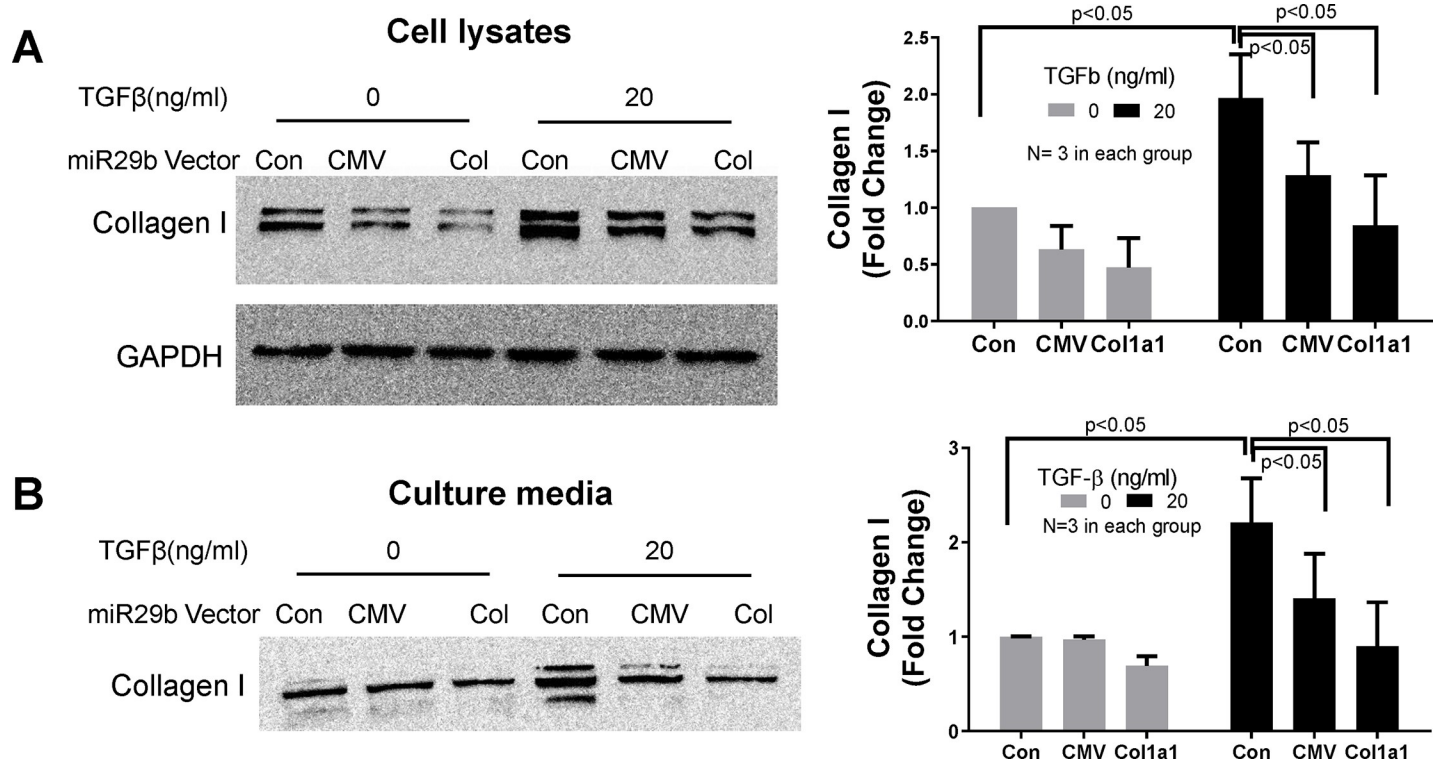 A
Cell lysates
TGFβ(ng/ml) 0 20
miR29b Vector Con CMV Col Con CMV Col
Collagen I
GAPDH
p<0.05 p<0.05
p<0.05
TGFb (ng/ml)
0 20
N= 3 in each group
Collagen I
(Fold Change)
2.5
2.0
1.5
1.0
0.5
0.0
Con CMV Col1a1 Con CMV Col1a1
B
Culture media
TGFβ(ng/ml) 0 20
miR29b Vector Con CMV Col Con CMV Col
Collagen I
p<0.05 p<0.05
p<0.05
TGF-β (ng/ml)
0 20
N=3 in each group
Collagen I
(Fold Change)
3
2
1
0
Con CMV Col1a1 Con CMV Col1a1